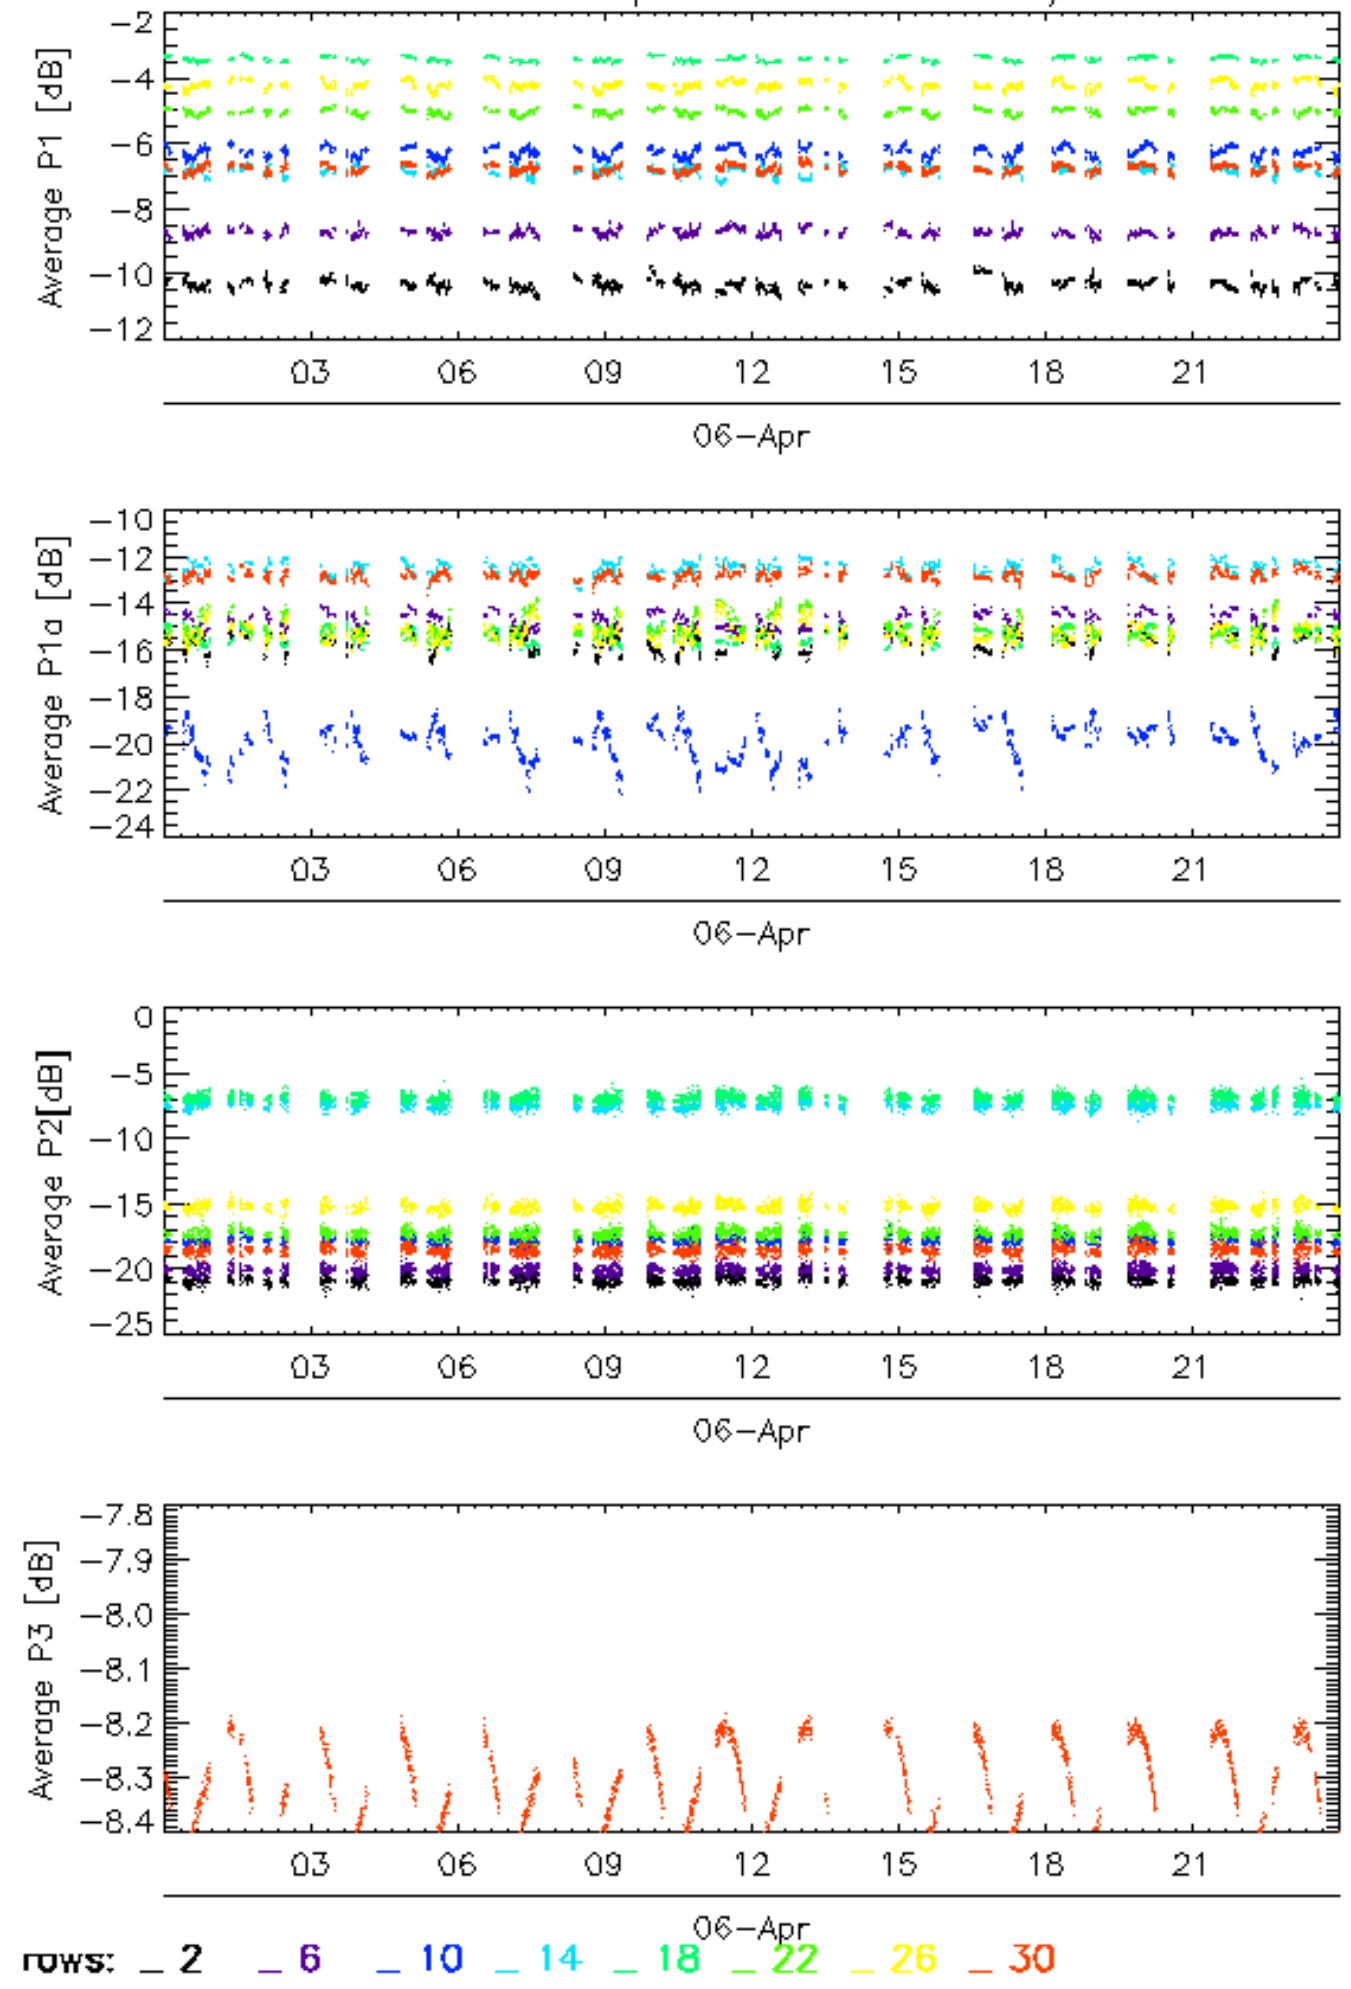 Average P1 [dB]
−2
−4
−6
−8
−10
−12
03 06 09 12 15 18 21
06−Apr
Average P1a [dB]
−10
−12
−14
−16
−18
−20
−22
−24
03 06 09 12 15 18 21
06−Apr
Average P2[dB]
0
−5
−10
−15
−20
−25
03 06 09 12 15 18 21
06−Apr
Average P3 [dB]
−7.8
−7.9
−8.0
−8.1
−8.2
−8.3
−8.4
03 06 09 12 15 18 21
06−Apr
rows: _ 2 _ 6 _ 10 _ 14 _ 18 _ 22 _ 26 _ 30